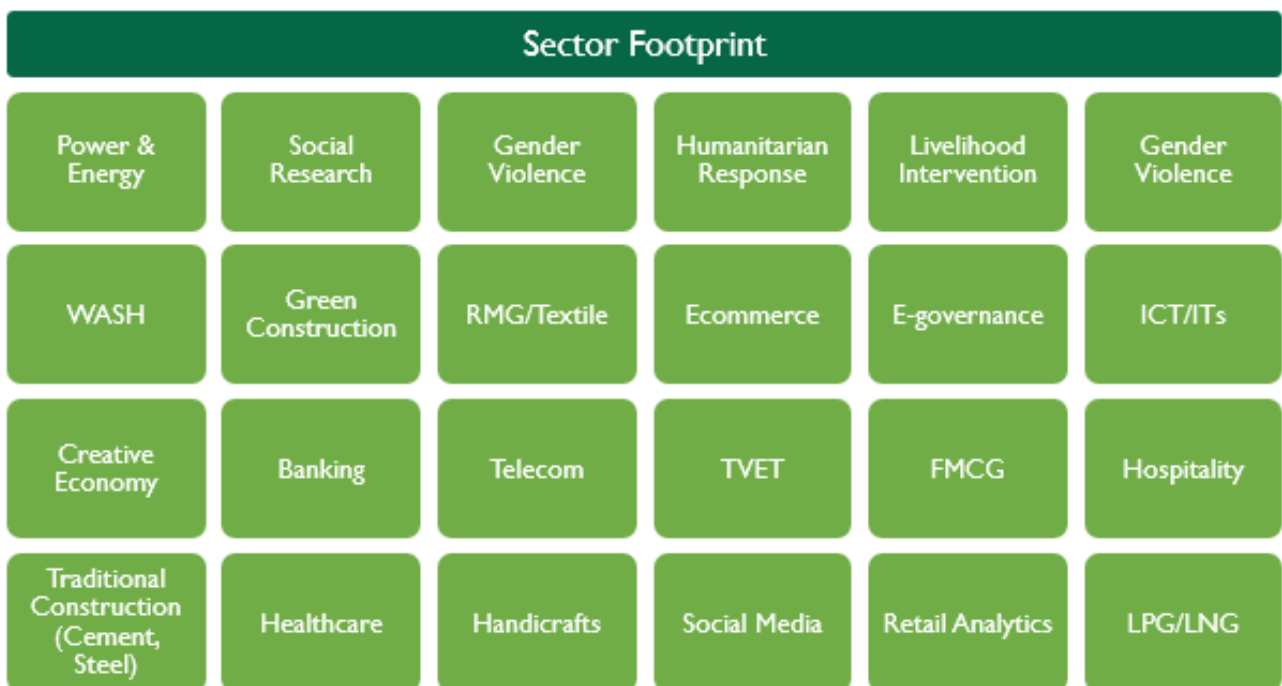 Sector Footprint
Power &
Energy
Social
Research
Gender
Violence
Humanitarian
Response
Livelihood
Intervention
Gender
Violence
WASH
Green
Construction
RMG/Textile
Ecommerce
E-governance
ICT/ITs
Creative
Economy
Banking
Telecom
TVET
FMCG
Hospitality
Traditional
Construction
(Cement,
Steel)
Healthcare
Handicrafts
Social Media
Retail Analytics
LPG/LNG